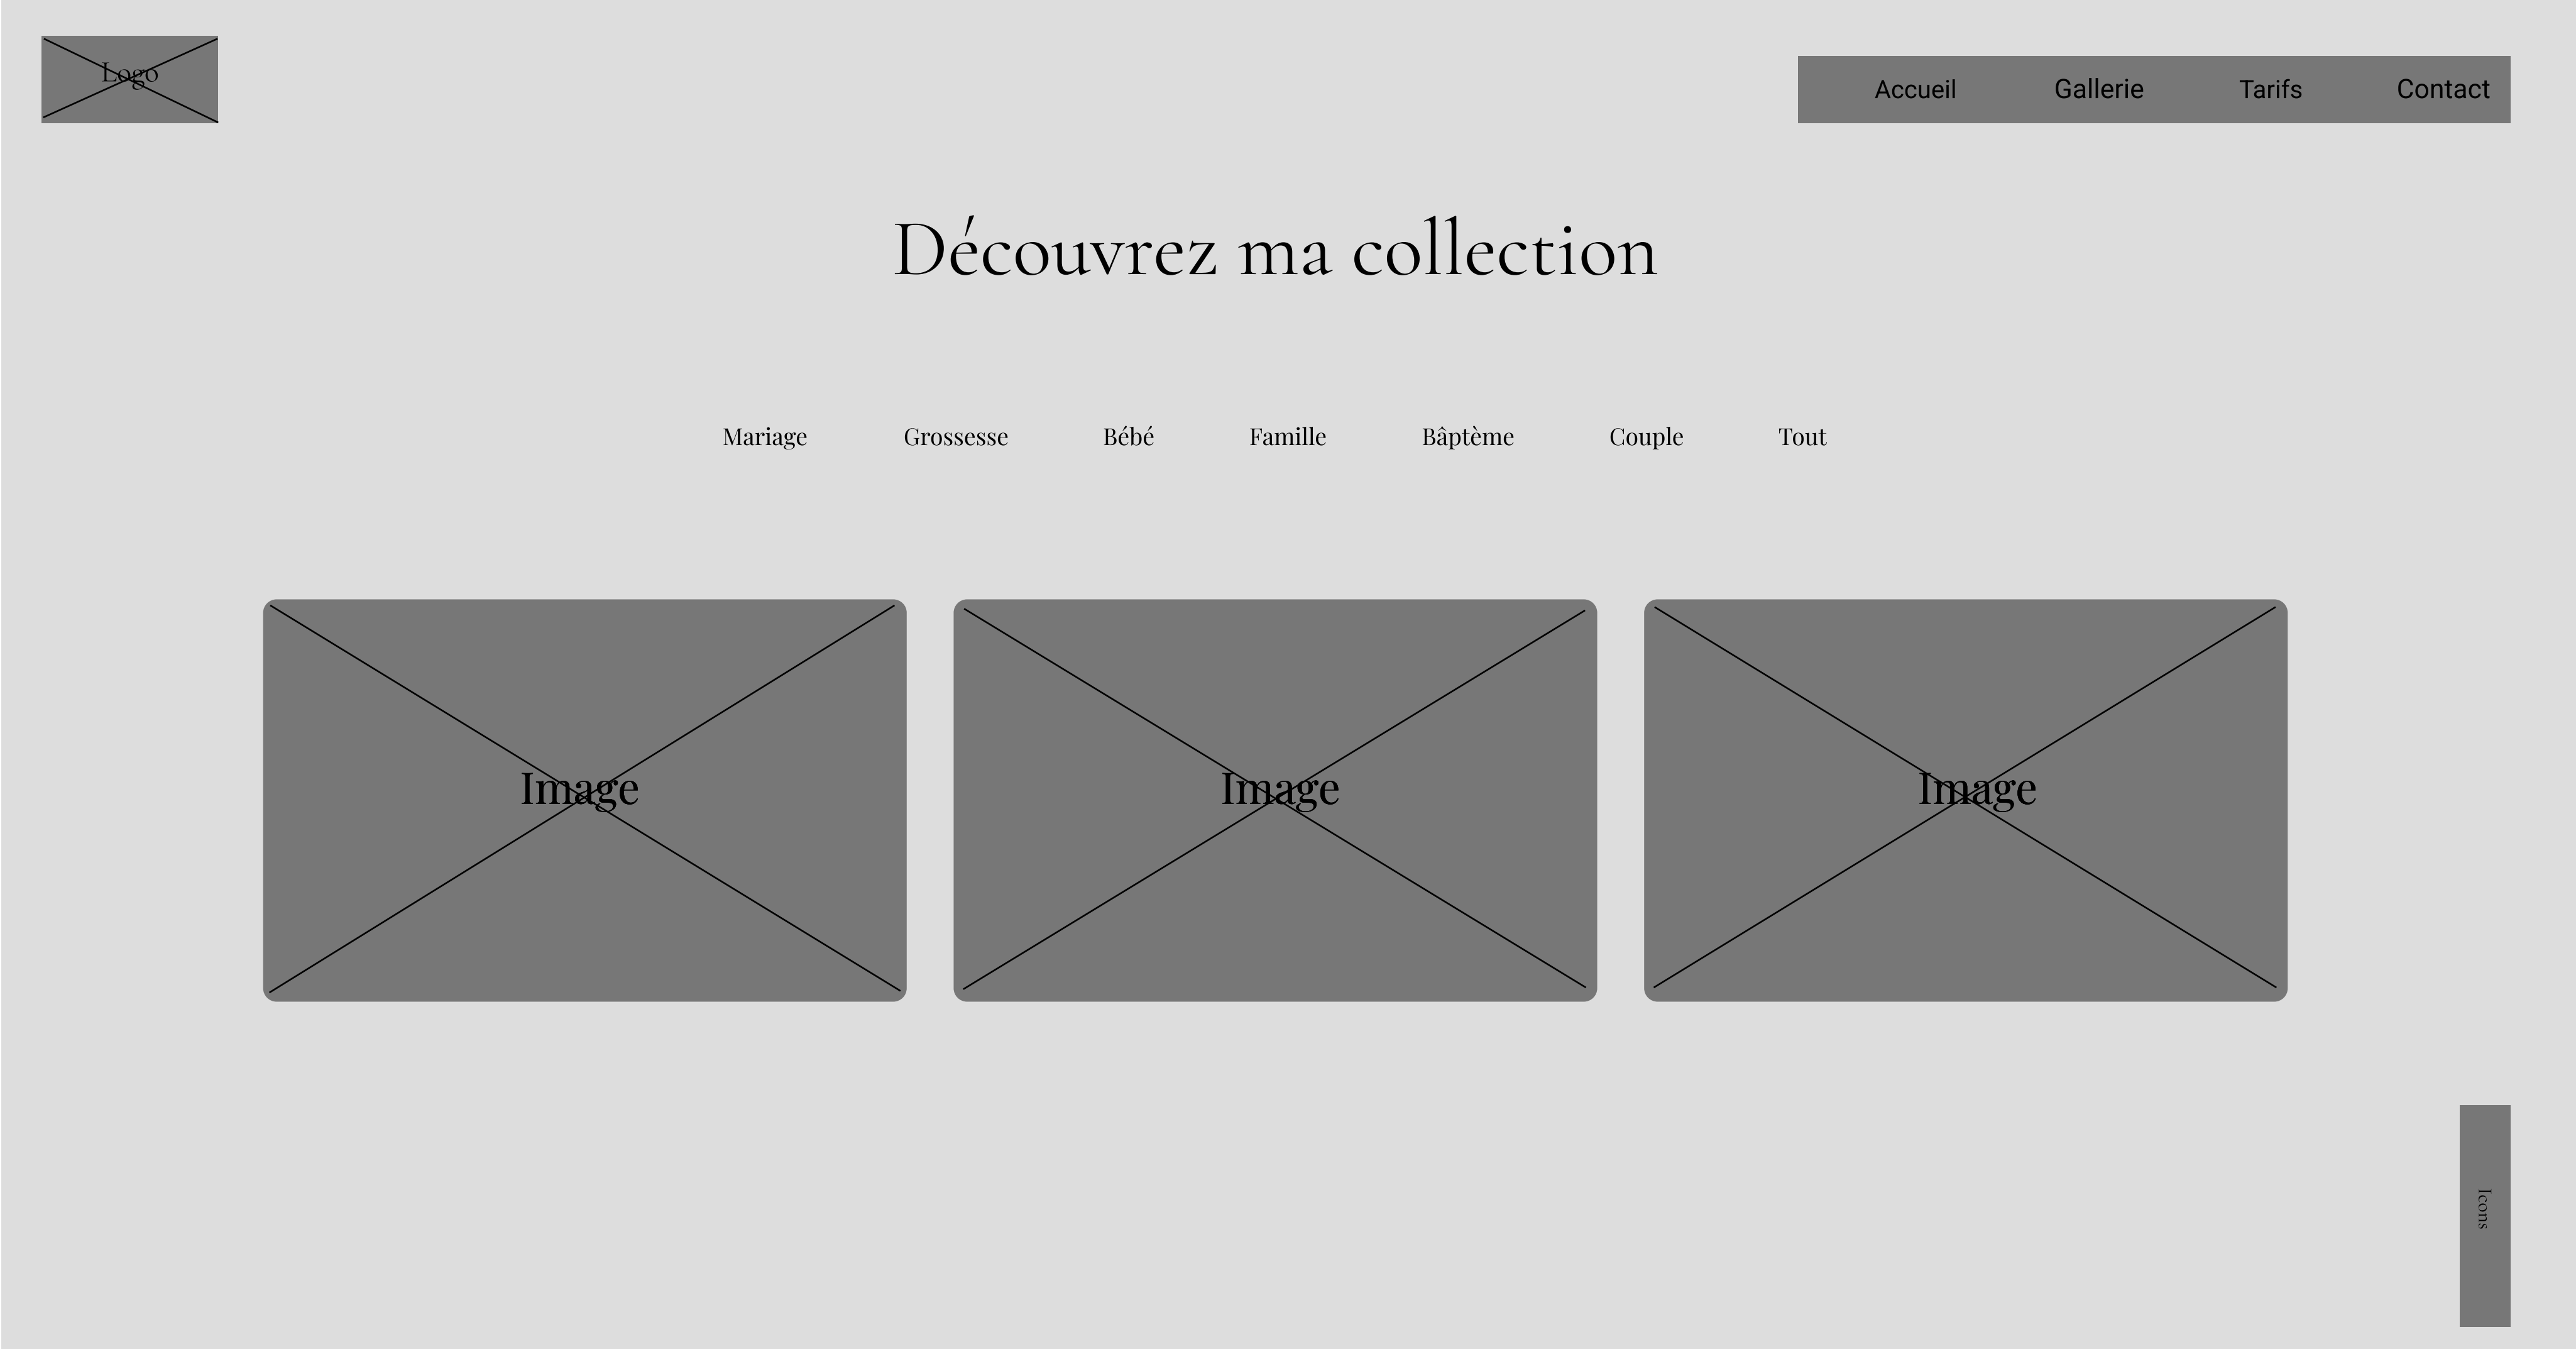 Logo
Accueil Gallerie Tarifs Contact
Découvrez ma collection
Mariage Grossesse Bébé Famille Bâptème Couple Tout
Image Image Image
Icons